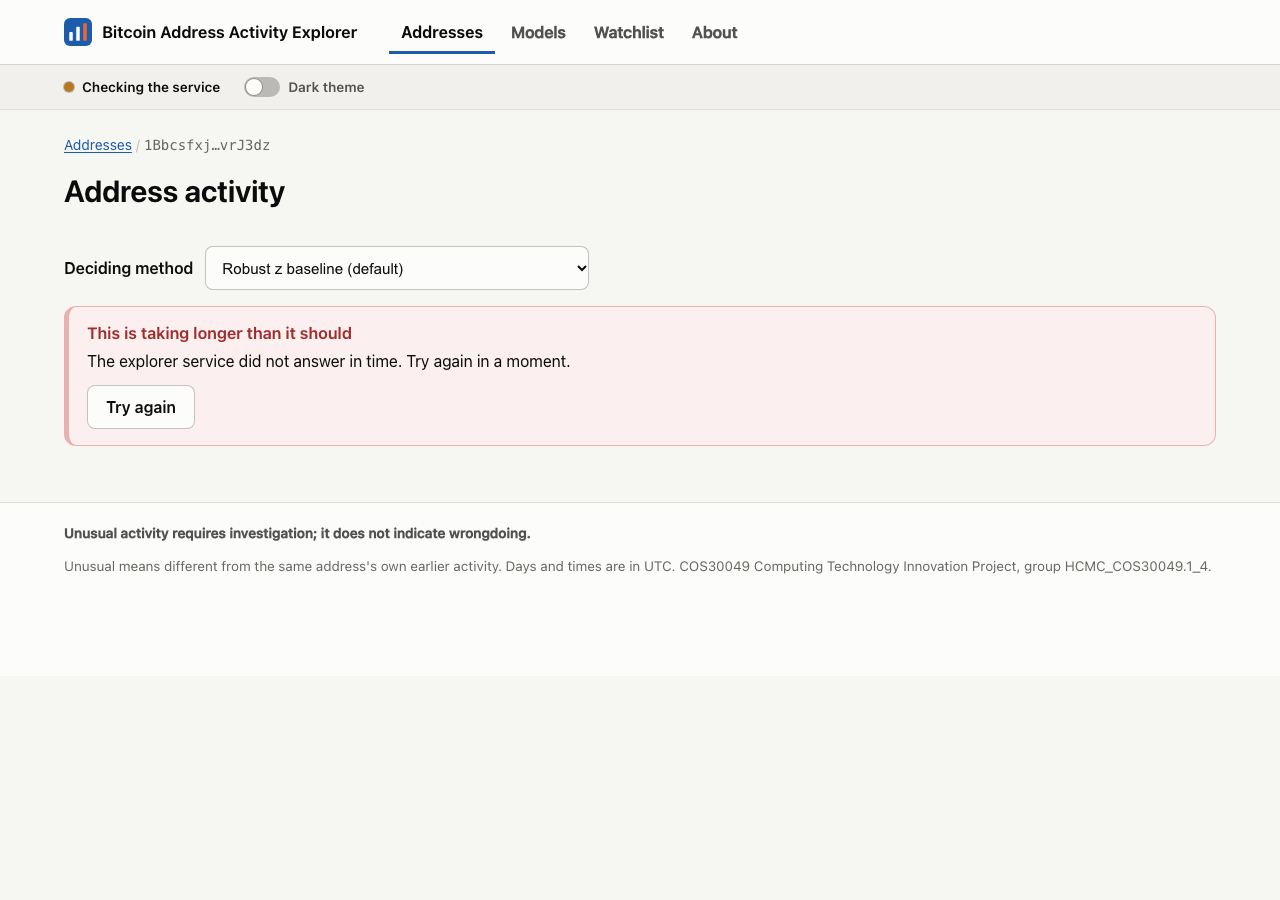 Bitcoin Address Activity Explorer
Addresses
Models
Watchlist
About
Checking the service
Dark theme
Addresses / 1Bbcsfxj…vrJ3dz
Address activity
Deciding method
Robust z baseline (default)
This is taking longer than it should
The explorer service did not answer in time. Try again in a moment.
Try again
Unusual activity requires investigation; it does not indicate wrongdoing.
Unusual means different from the same address's own earlier activity. Days and times are in UTC. COS30049 Computing Technology Innovation Project, group HCMC_COS30049.1_4.